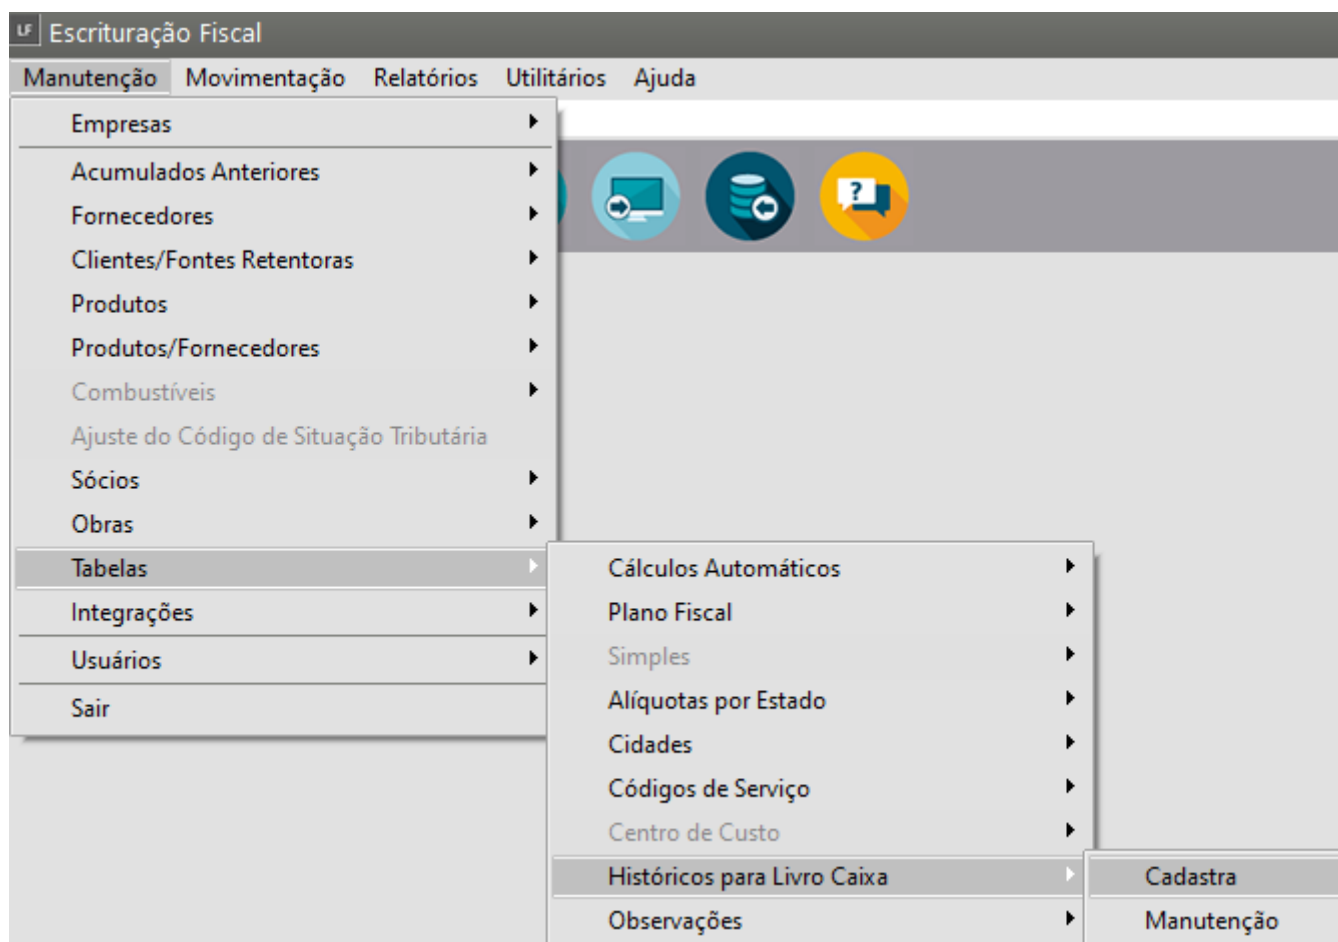 LF Escrituração Fiscal
Manutenção Movimentação Relatórios Utilitários Ajuda
Empresas
Acumulados Anteriores
Fornecedores
Clientes/Fontes Retentoras
Produtos
Produtos/Fornecedores
Combustíveis
Ajuste do Código de Situação Tributária
Sócios
Obras
Tabelas
Integrações
Usuários
Sair
Cálculos Automáticos
Plano Fiscal
Simples
Alíquotas por Estado
Cidades
Códigos de Serviço
Centro de Custo
Históricos para Livro Caixa
Observações
Cadastra
Manutenção
?